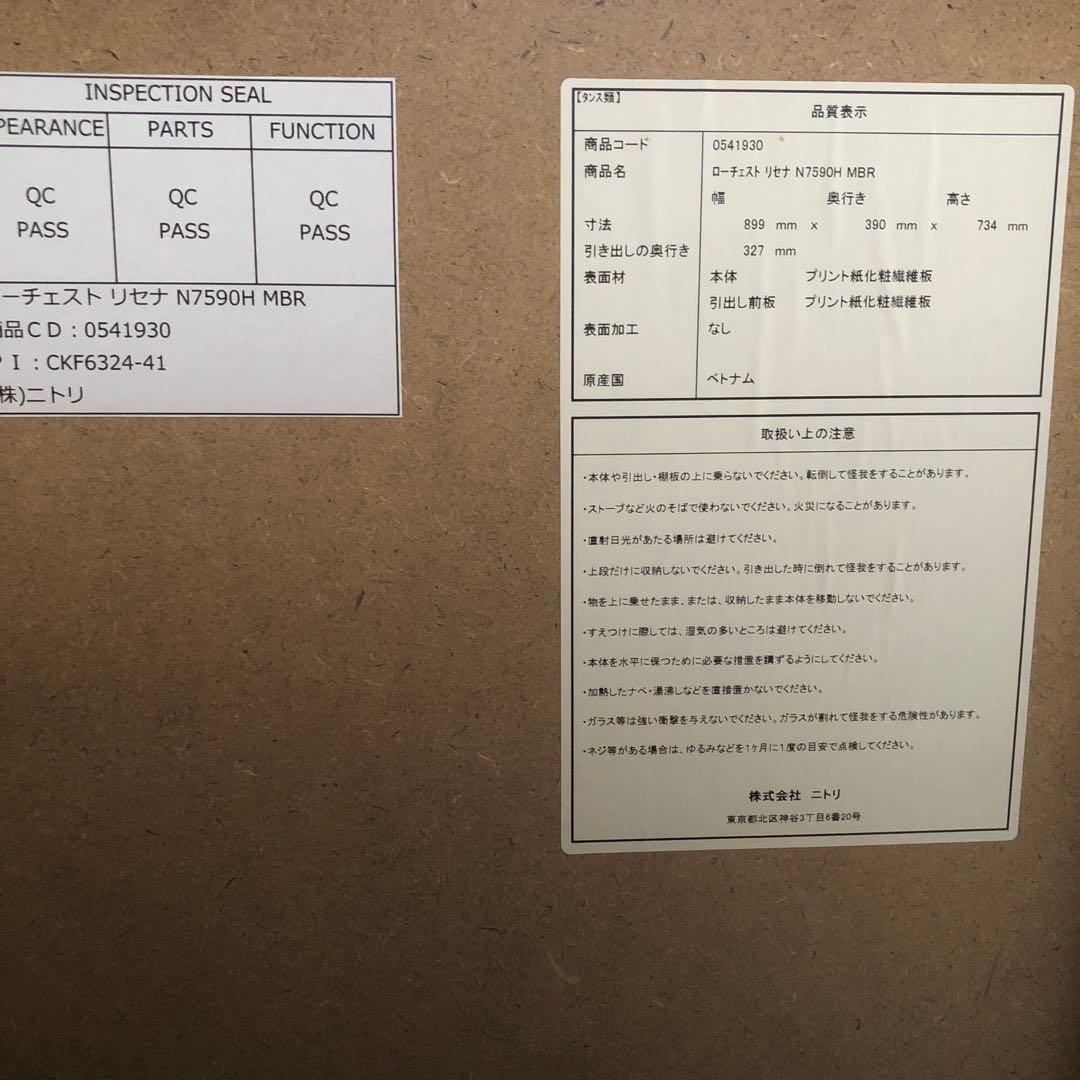 INSPECTION SEAL
PEARANCE PARTS FUNCTION
QC QC QC
PASS PASS PASS
ーチェスト リセナ N7590H MBR
品CD:0541930
I:CKF6324-41
株)ニトリ
【タンス類】
品質表示
商品コード 0541930
商品名 ローチェスト リセナ N7590H MBR
幅 奥行き 高さ
寸法 899 mm x 390 mm x 734 mm
引き出しの奥行き 327 mm
表面材 本体 プリント紙化粧繊維板
引出し前板 プリント紙化粧繊維板
表面加工 なし
原産国 ベトナム
取扱い上の注意
・本体や引出し・棚板の上に乗らないでください。転倒して怪我をすることがあります。
・ストーブなど火のそばで使わないでください。火災になることがあります。
・直射日光があたる場所は避けてください。
・上段だけに収納しないでください。引き出した時に倒れて怪我をすることがあります。
・物を上に乗せたまま、または、収納したまま本体を移動しないでください。
・すえつけに際しては、湿気の多いところは避けてください。
・本体を水平に保つために必要な措置を講ずるようにしてください。
・加熱したナベ・湯沸しなどを直接置かないでください。
・ガラス等は強い衝撃を与えないでください。ガラスが割れて怪我をする危険性があります。
・ネジ等がある場合は、ゆるみなどを1ヶ月に1度の目安で点検してください。
株式会社 ニトリ
東京都北区神谷3丁目6番20号